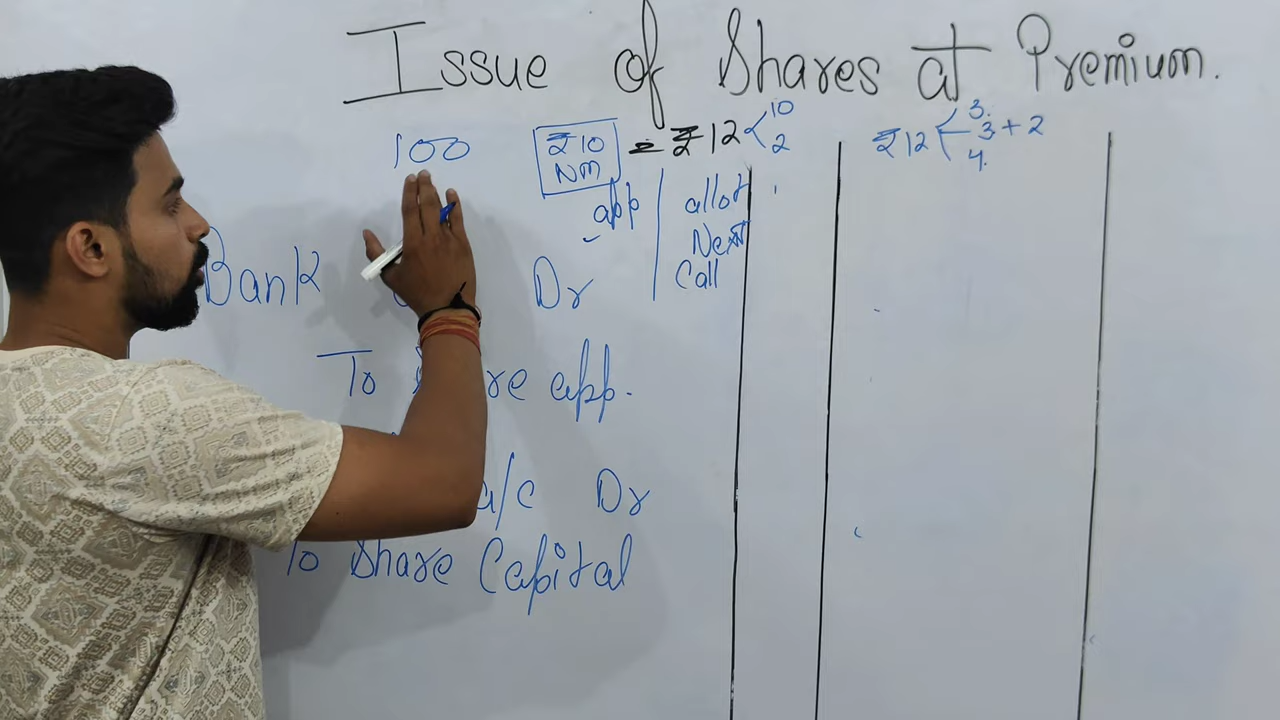 Issue of Shares at Premium.
100 ₹10 = ₹12 < 10
Nm 2
₹12 < 3.
3 + 2
4.
app allot
Next
Call
Bank Dr
To app.
a/c Dr
To Share Capital